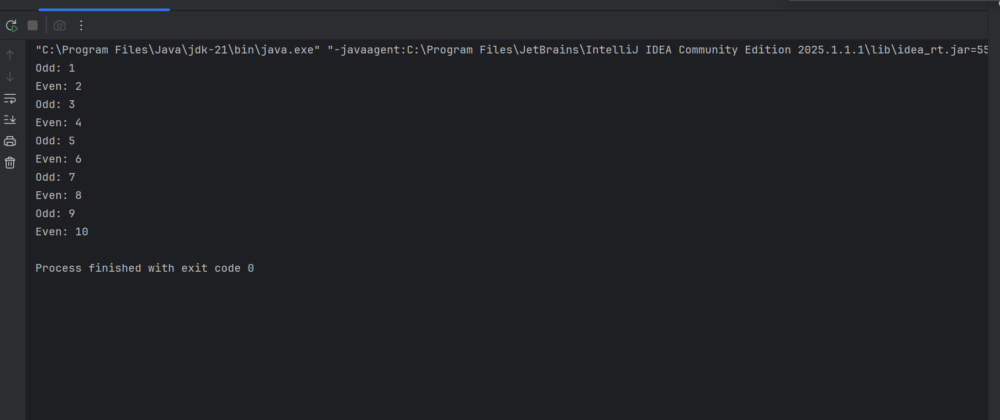 "C:\Program Files\Java\jdk-21\bin\java.exe" "-javaagent:C:\Program Files\JetBrains\IntelliJ IDEA Community Edition 2025.1.1.1\lib\idea_rt.jar=55
Odd: 1
Even: 2
Odd: 3
Even: 4
Odd: 5
Even: 6
Odd: 7
Even: 8
Odd: 9
Even: 10
Process finished with exit code 0